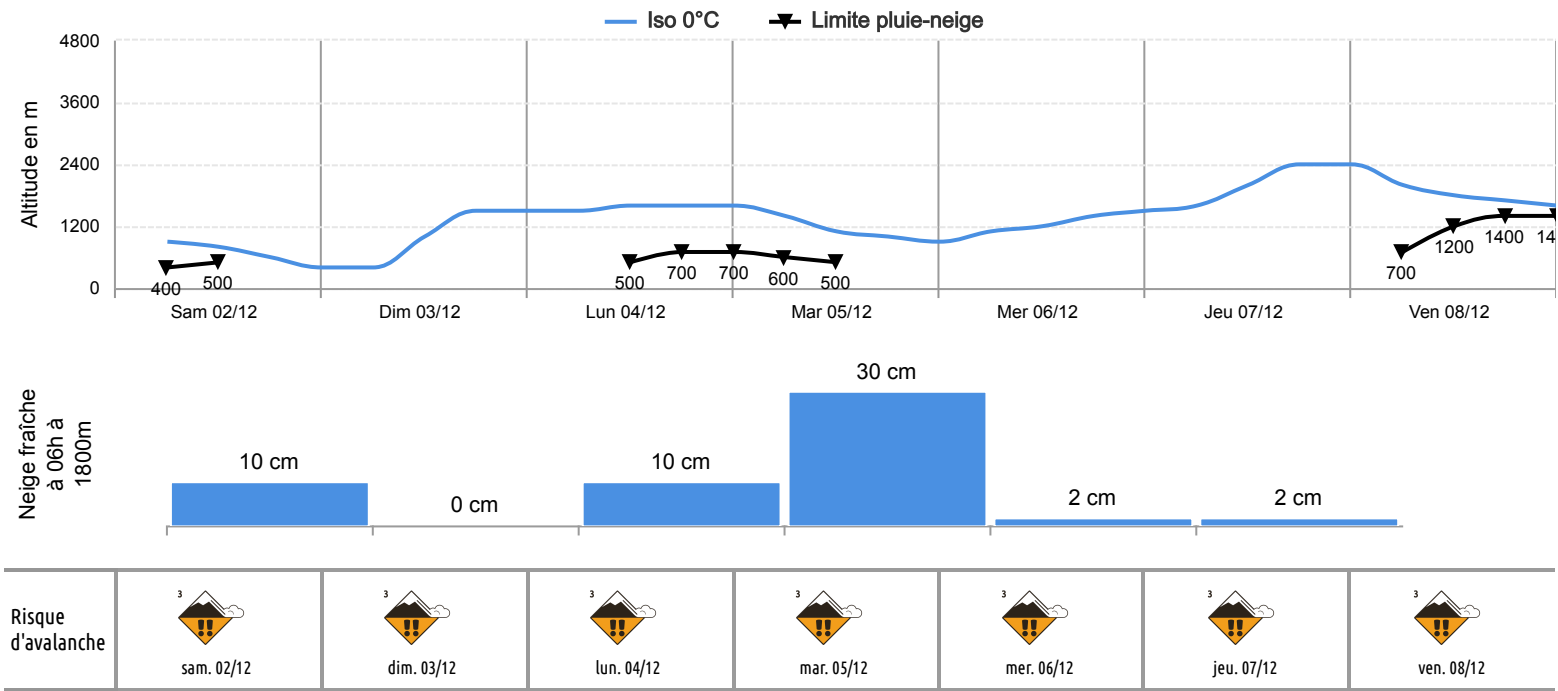 Iso 0°C Limite pluie-neige
Altitude en m
4800
3600
2400
1200
0
400 500 500 700 700 600 500 700 1200 1400 14
Sam 02/12 Dim 03/12 Lun 04/12 Mar 05/12 Mer 06/12 Jeu 07/12 Ven 08/12
Neige fraîche
à 06h à
1800m
10 cm 0 cm 10 cm 30 cm 2 cm 2 cm
Risque
d'avalanche
3 3 3 3 3 3 3
sam. 02/12 dim. 03/12 lun. 04/12 mar. 05/12 mer. 06/12 jeu. 07/12 ven. 08/12